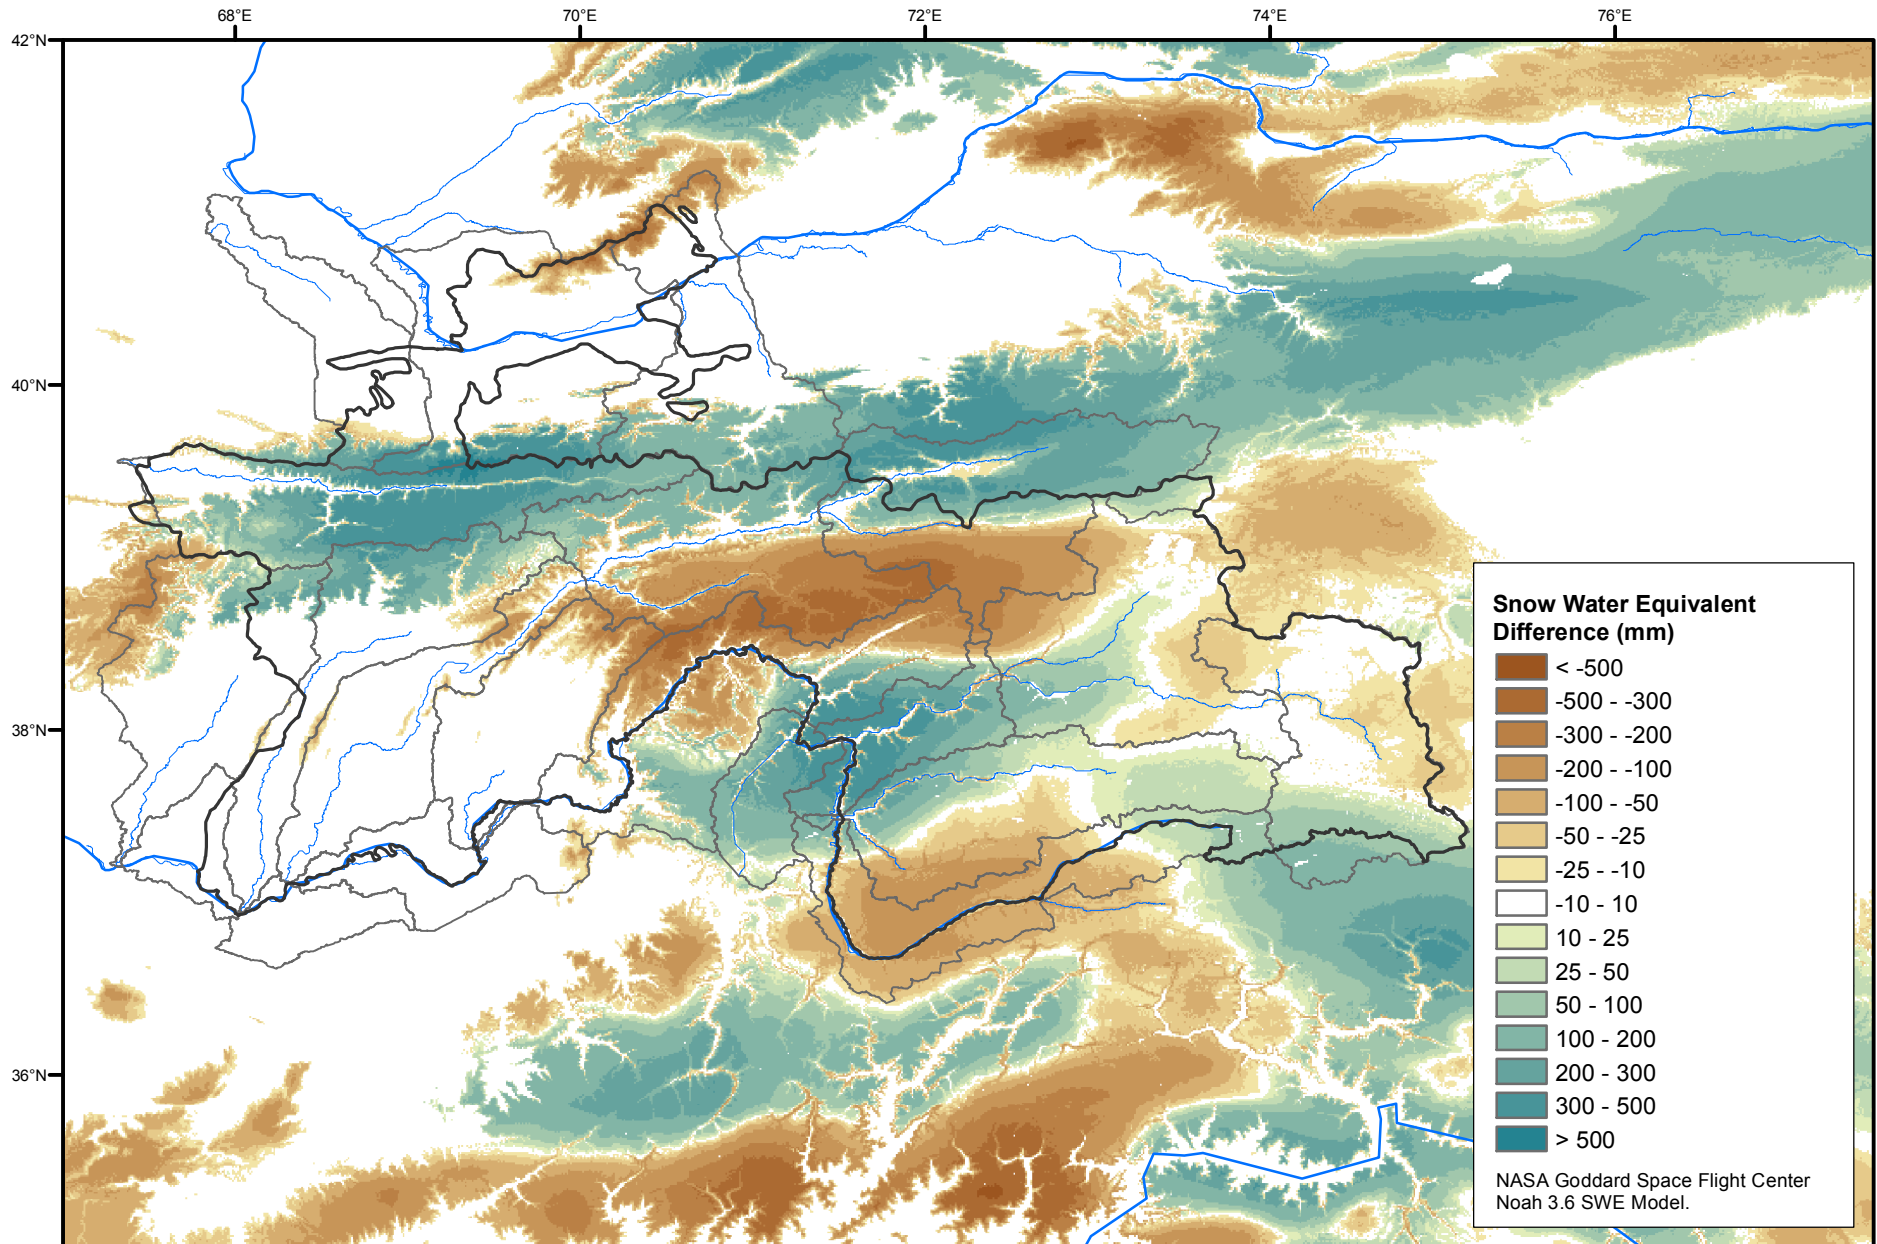 68°E 70°E 72°E 74°E 76°E
42°N
40°N
38°N
36°N
Snow Water Equivalent
Difference (mm)
< -500
-500 - -300
-300 - -200
-200 - -100
-100 - -50
-50 - -25
-25 - -10
-10 - 10
10 - 25
25 - 50
50 - 100
100 - 200
200 - 300
300 - 500
> 500
NASA Goddard Space Flight Center
Noah 3.6 SWE Model.